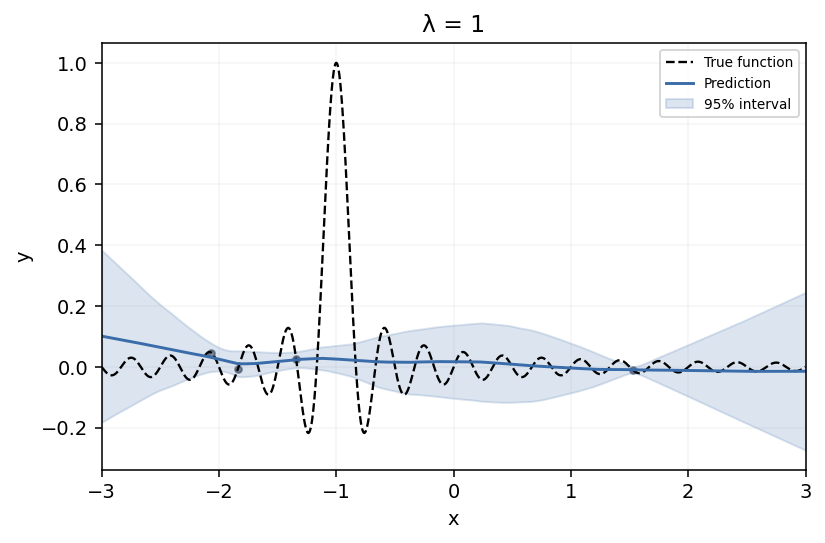 λ = 1
True function
Prediction
95% interval
y
1.0
0.8
0.6
0.4
0.2
0.0
−0.2
−3
−2
−1
0
1
2
3
x